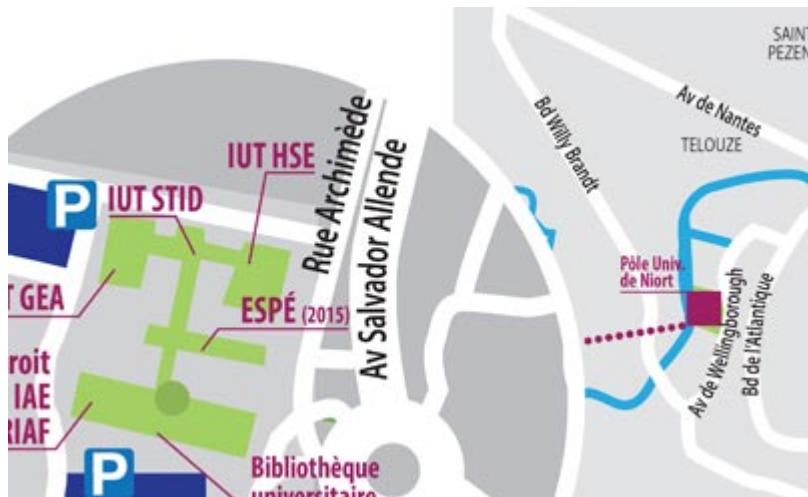 SAINT
PEZEN
Av de Nantes
TELOUZE
Bd Willy Brandt
Rue Archimède
Av Salvador Allende
IUT HSE
P
IUT STID
T GEA
ESPÉ (2015)
Pôle Univ.
de Niort
Av de Wellingborough
Bd de l'Atlantique
roit
IAE
RIAF
P
Bibliothèque
universitaire